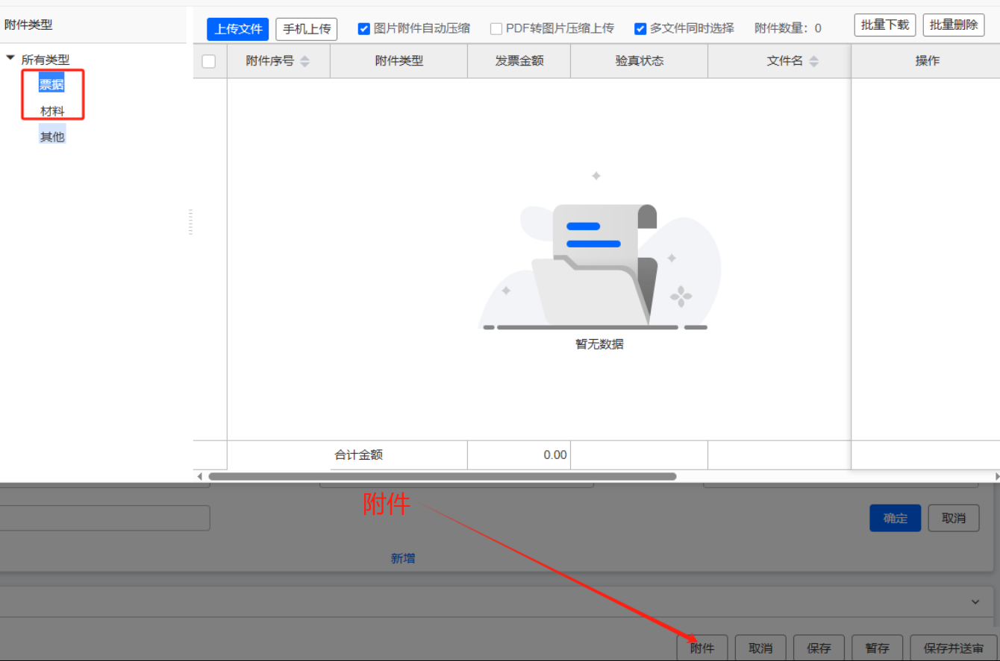 附件类型
上传文件 手机上传 图片附件自动压缩 PDF转图片压缩上传 多文件同时选择 附件数量：0 批量下载 批量删除
所有类型
票据
材料
其他
附件序号 附件类型 发票金额 验真状态 文件名 操作
暂无数据
合计金额 0.00
附件
确定 取消
新增
附件 取消 保存 暂存 保存并送审